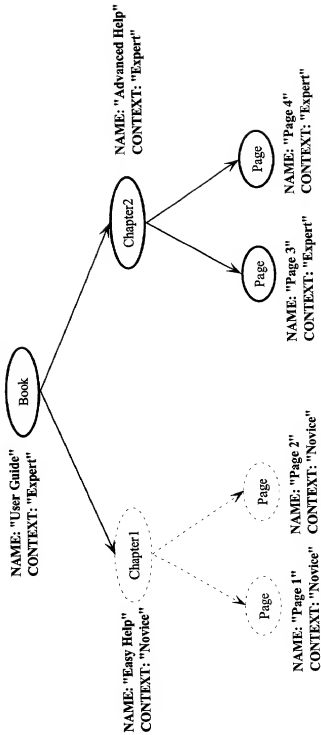 NAME: "User Guide"
CONTEXT: "Expert"
Book
NAME: "Easy Help"
CONTEXT: "Novice"
Chapter1
Chapter2
NAME: "Advanced Help"
CONTEXT: "Expert"
Page
Page
Page
Page
NAME: "Page 1"
CONTEXT: "Novice"
NAME: "Page 2"
CONTEXT: "Novice"
NAME: "Page 3"
CONTEXT: "Expert"
NAME: "Page 4"
CONTEXT: "Expert"